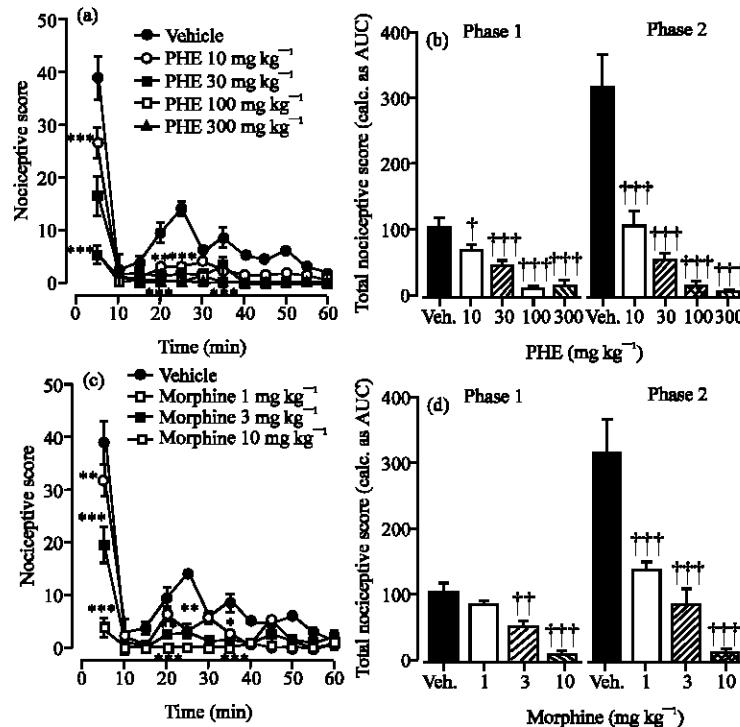 (a)
Vehicle
PHE 10 mg kg⁻¹
PHE 30 mg kg⁻¹
PHE 100 mg kg⁻¹
PHE 300 mg kg⁻¹
Nociceptive score
50
40
30
20
10
0
***
***
** ***
*** ***
0 10 20 30 40 50 60
Time (min)
(b)
Phase 1
Phase 2
Total nociceptive score (calc. as AUC)
400
300
200
100
0
† ††† ††† †††
††† ††† ††† †††
Veh. 10 30 100 300 Veh. 10 30 100 300
PHE (mg kg⁻¹)
(c)
Vehicle
Morphine 1 mg kg⁻¹
Morphine 3 mg kg⁻¹
Morphine 10 mg kg⁻¹
Nociceptive score
50
40
30
20
10
0
**
***
***
**
*
*** ***
0 10 20 30 40 50 60
Time (min)
(d)
Phase 1
Phase 2
Total nociceptive score (calc. as AUC)
400
300
200
100
0
†† †††
††† ††† †††
Veh. 1 3 10 Veh. 1 3 10
Morphine (mg kg⁻¹)